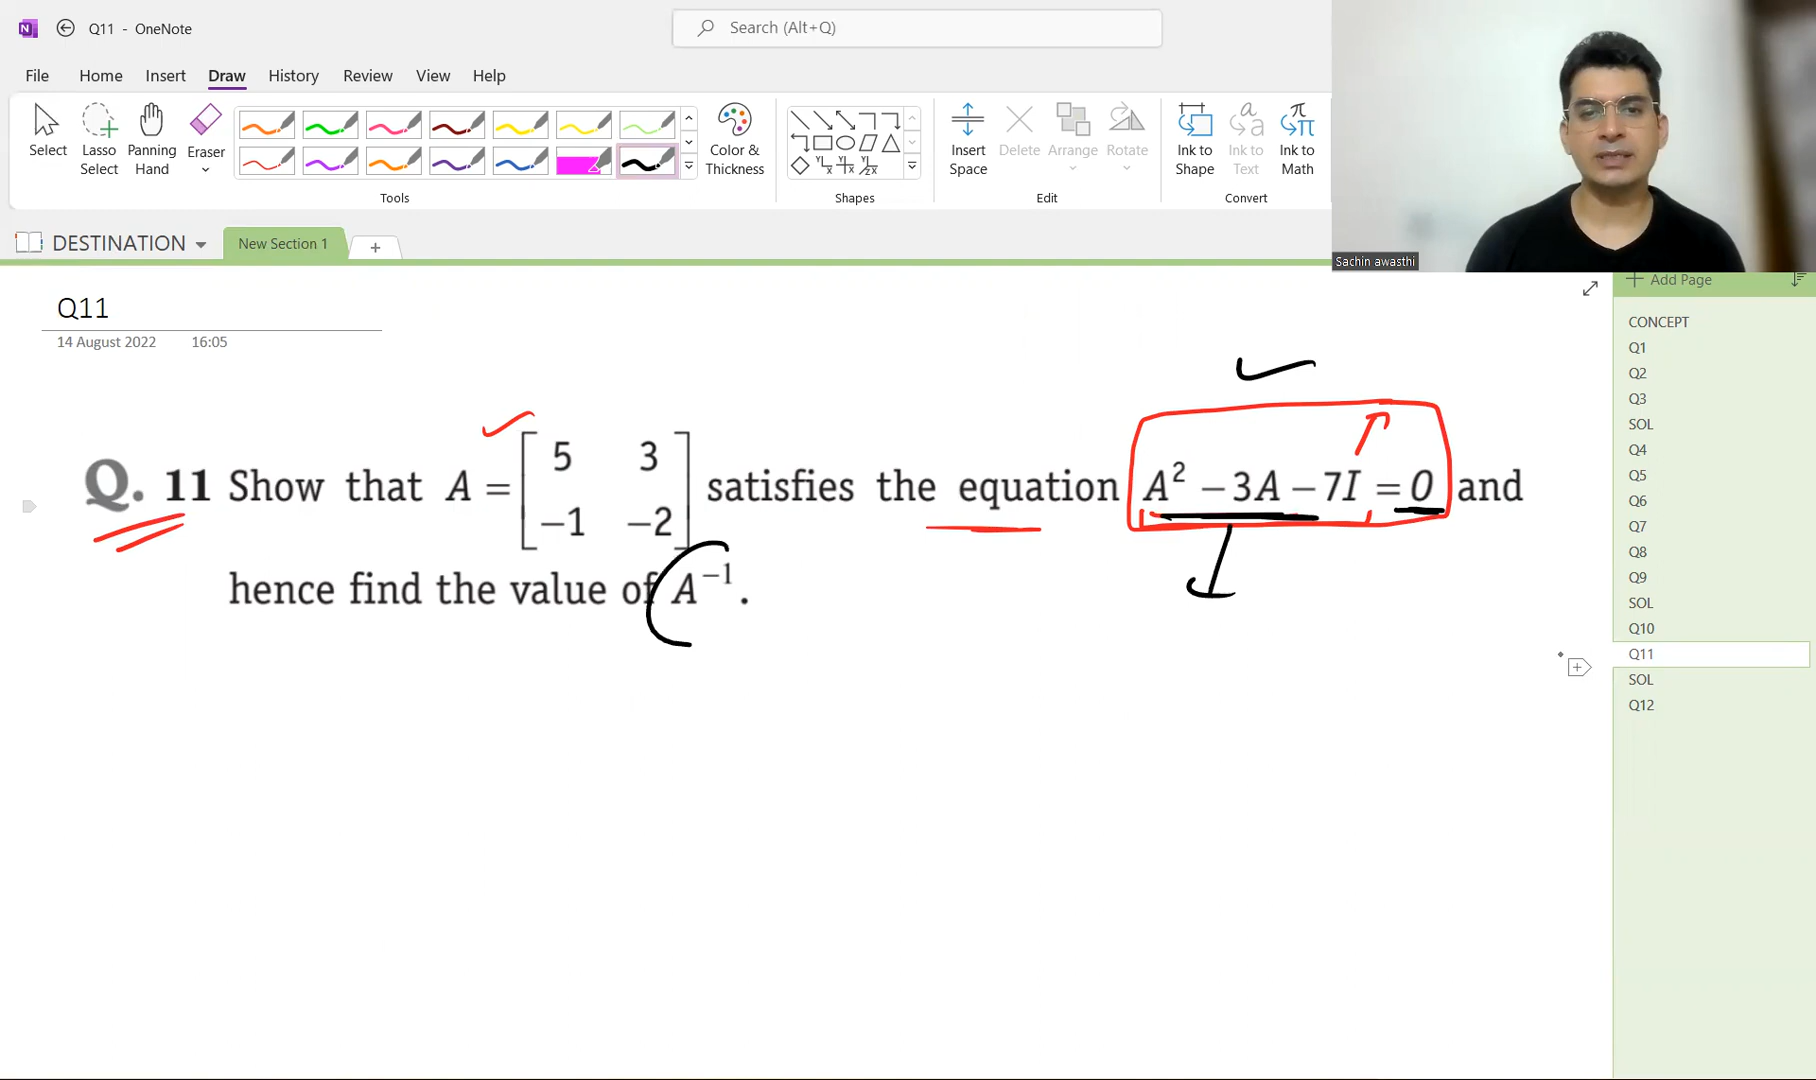 Q11 - OneNote
Search (Alt+Q)
File Home Insert Draw History Review View Help
Select Lasso Select Panning Hand Eraser Color & Thickness Insert Space Delete Arrange Rotate Ink to Shape Ink to Text Ink to Math
Tools Shapes Edit Convert
Sachin awasthi
DESTINATION New Section 1 +
Add Page
Q11
14 August 2022 16:05
Q. 11 Show that A = [5 3
-1 -2] satisfies the equation A² – 3A – 7I = O and
hence find the value of A⁻¹.
CONCEPT
Q1
Q2
Q3
SOL
Q4
Q5
Q6
Q7
Q8
Q9
SOL
Q10
Q11
SOL
Q12